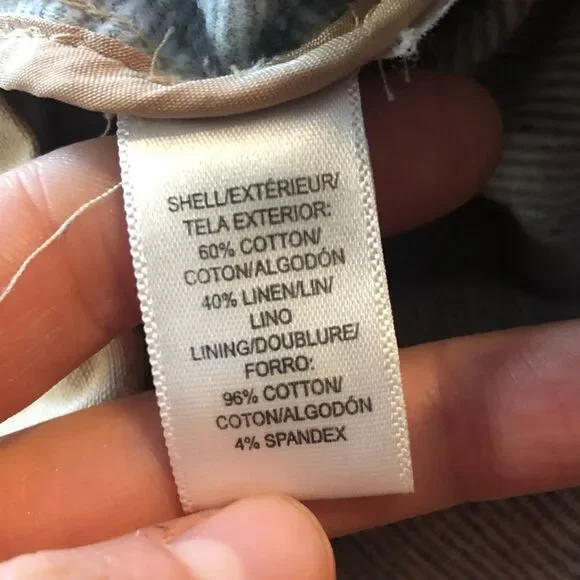 SHELL/EXTÉRIEUR/
TELA EXTERIOR:
60% COTTON/
COTON/ALGODÓN
40% LINEN/LIN/
LINO
LINING/DOUBLURE/
FORRO:
96% COTTON/
COTON/ALGODÓN
4% SPANDEX